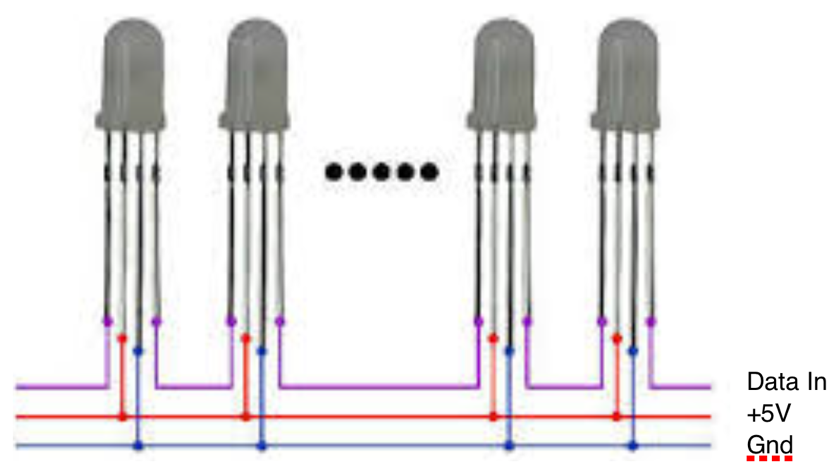 Data In
+5V
Gnd